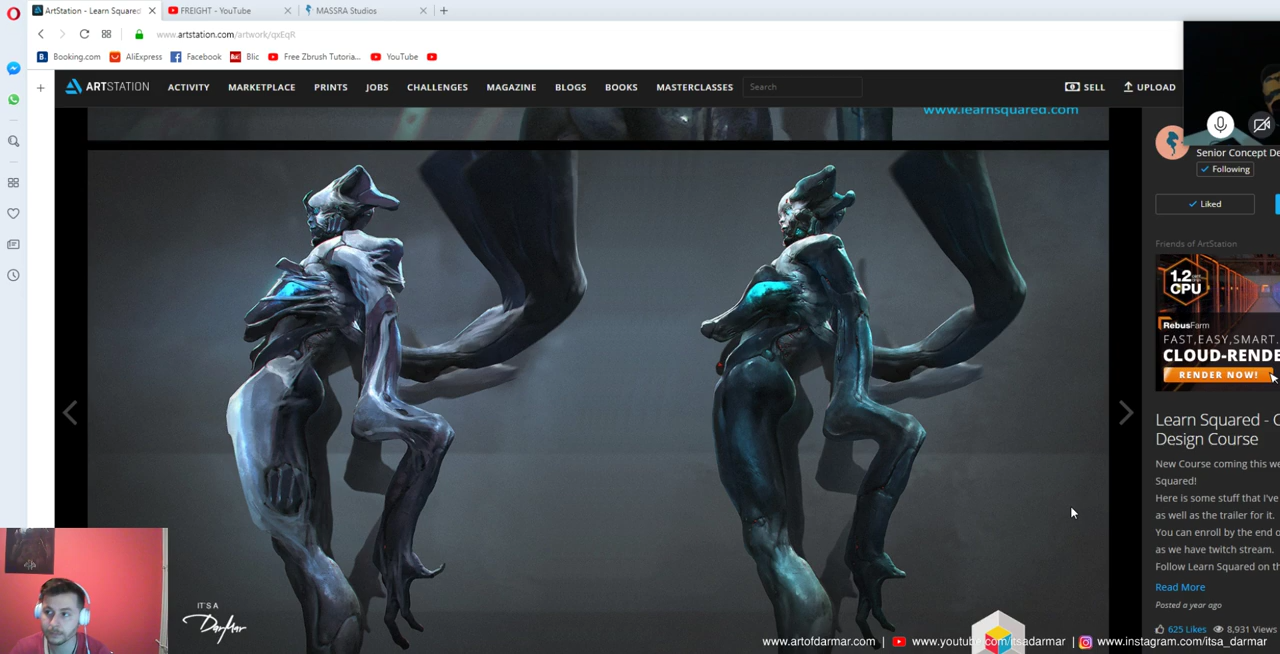 ArtStation - Learn Squared
FREIGHT - YouTube
MASSRA Studios
www.artstation.com/artwork/qxEqR
Booking.com
AliExpress
Facebook
Blic
Free Zbrush Tutoria...
YouTube
ARTSTATION
ACTIVITY
MARKETPLACE
PRINTS
JOBS
CHALLENGES
MAGAZINE
BLOGS
BOOKS
MASTERCLASSES
Search
SELL
UPLOAD
www.learnsquared.com
Senior Concept De
Following
Liked
Friends of ArtStation
1.2
CPU
RebusFarm
FAST,EASY,SMART.
CLOUD-RENDE
RENDER NOW!
Learn Squared - C
Design Course
New Course coming this we
Squared!
Here is some stuff that I've
as well as the trailer for it.
You can enroll by the end o
as we have twitch stream.
Follow Learn Squared on th
Read More
Posted a year ago
625 Likes 8,931 Views
IT'S A
DarMar
www.artofdarmar.com | www.youtube.com/itsadarmar | www.instagram.com/itsa_darmar